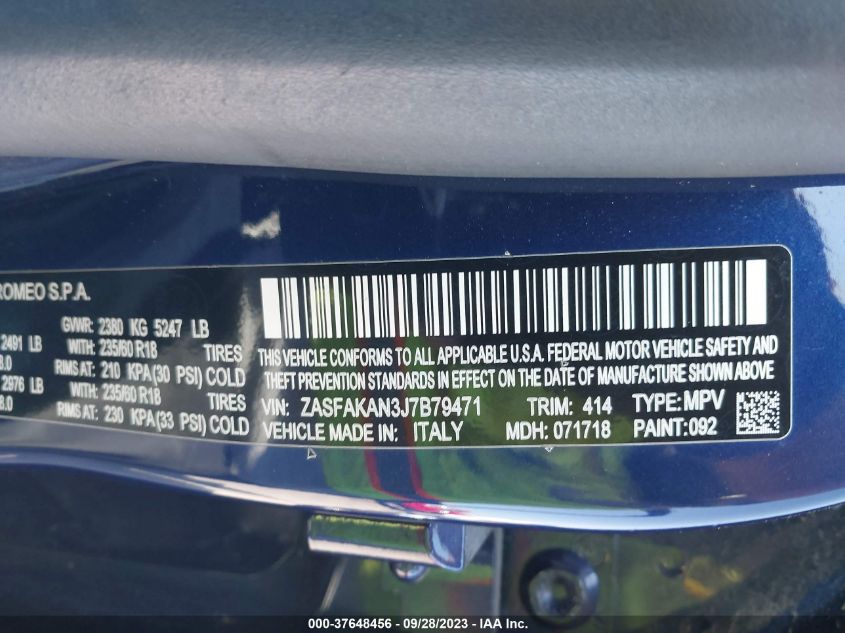 ROMEO S.P.A.
GVWR: 2380 KG 5247 LB
2491 LB WITH: 235/60 R18 TIRES
8.0 RIMS AT: 210 KPA(30 PSI) COLD
2976 LB WITH: 235/60 R18 TIRES
8.0 RIMS AT: 230 KPA(33 PSI) COLD
THIS VEHICLE CONFORMS TO ALL APPLICABLE U.S.A. FEDERAL MOTOR VEHICLE SAFETY AND
THEFT PREVENTION STANDARDS IN EFFECT ON THE DATE OF MANUFACTURE SHOWN ABOVE
VIN: ZASFAKAN3J7B79471 TRIM: 414 TYPE: MPV
VEHICLE MADE IN: ITALY MDH: 071718 PAINT:092
000-37648456 - 09/28/2023 - IAA Inc.